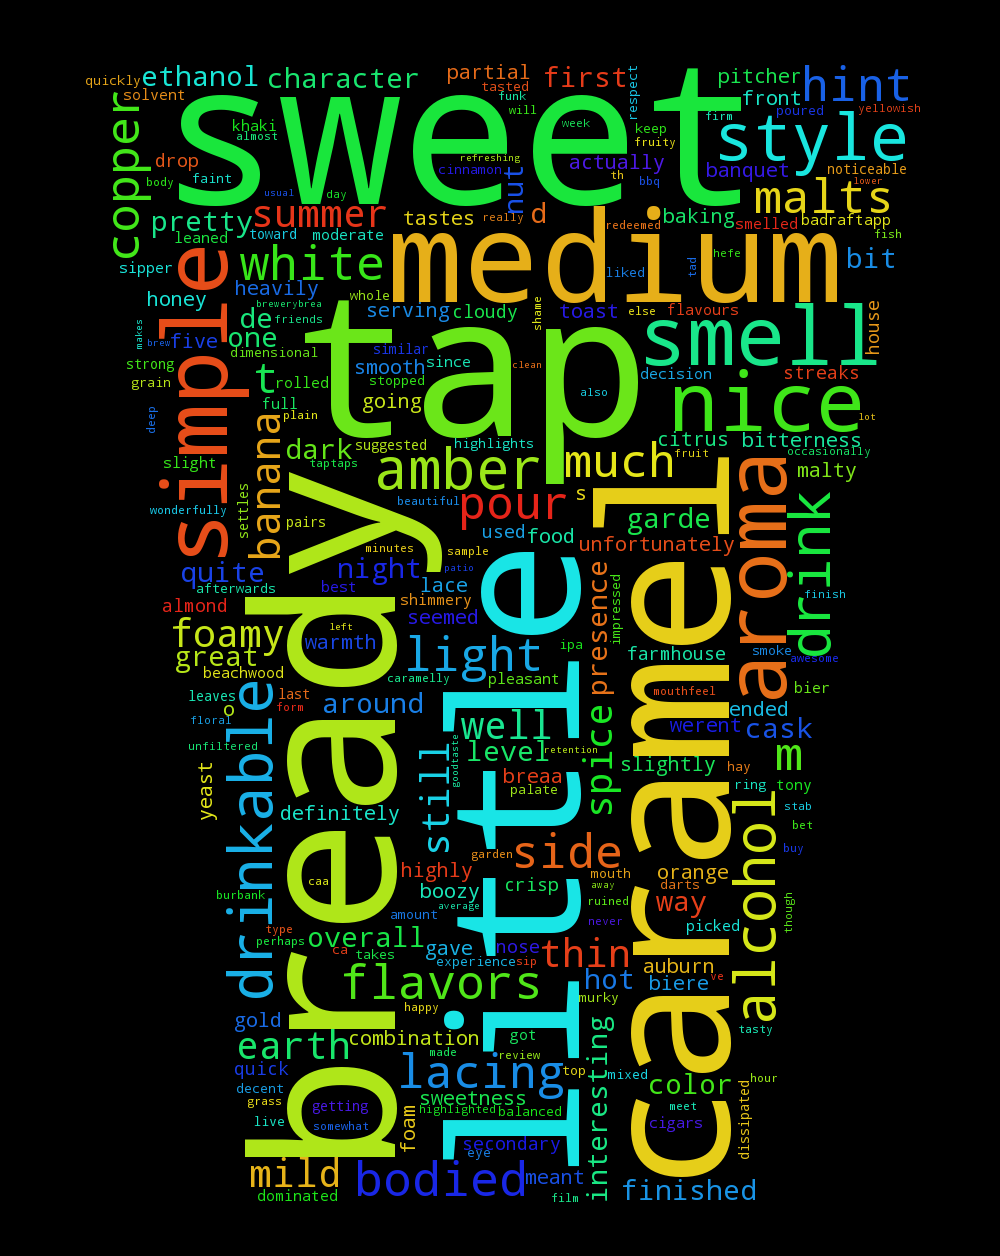 quickly ethanol character partial first pitcher hint
solvent sweet tasted respect front
copper funk will firm poured yellowish
khaki almost week keep fruity style
drop refreshing actually banquet noticeable
body faint cinnamon nut th bbq malts lower
usual day
pretty summer tastes really d redeemed baking smelled badraftapp
leaned toward moderate medium fish
sipper simple white liked tad hefe bit
honey heavily whole
brewerybrea serving cloudy shame toast else flavours house
de friends tap
makes brew five one smooth similar since clean smell
strong dimensional decision streaks
grain t rolled stopped also nice
deep full going lot
banana plain
dark suggested highlights citrus bitterness
slight taptaps amber much fruit occasionally malty
settles beautiful pour s aroma drink
wonderfully pairs used food garde
bready minutes sample little unfortunately caramel
quite night patio
afterwards best lace presence finish
almond shimmery seemed impressed
foamy left warmth light ipa farmhouse smoke awesome
great
beachwood caramelly pleasant mouthfeel bier
drinkable leaves o last form around ended
floral well werent cask
unfiltered still goodtaste level retention spice slightly hay m
yeast breaa palate ring tony
definitely alcohol stab
bet
garden side buy
burbank caa highly boozy crisp mouth orange
average away darts though
type amount ruined way
perhaps overall never picked
ca takes gave nose thin
experience sip auburn
flavors hot biere ve
happy murky
gold combination got interesting tasty
earth made review
quick lacing top mixed color hour
decent sweetness meet dissipated
grass getting foam highlighted balanced
live somewhat secondary cigars
eye
mild bodied meant finished
dominated film